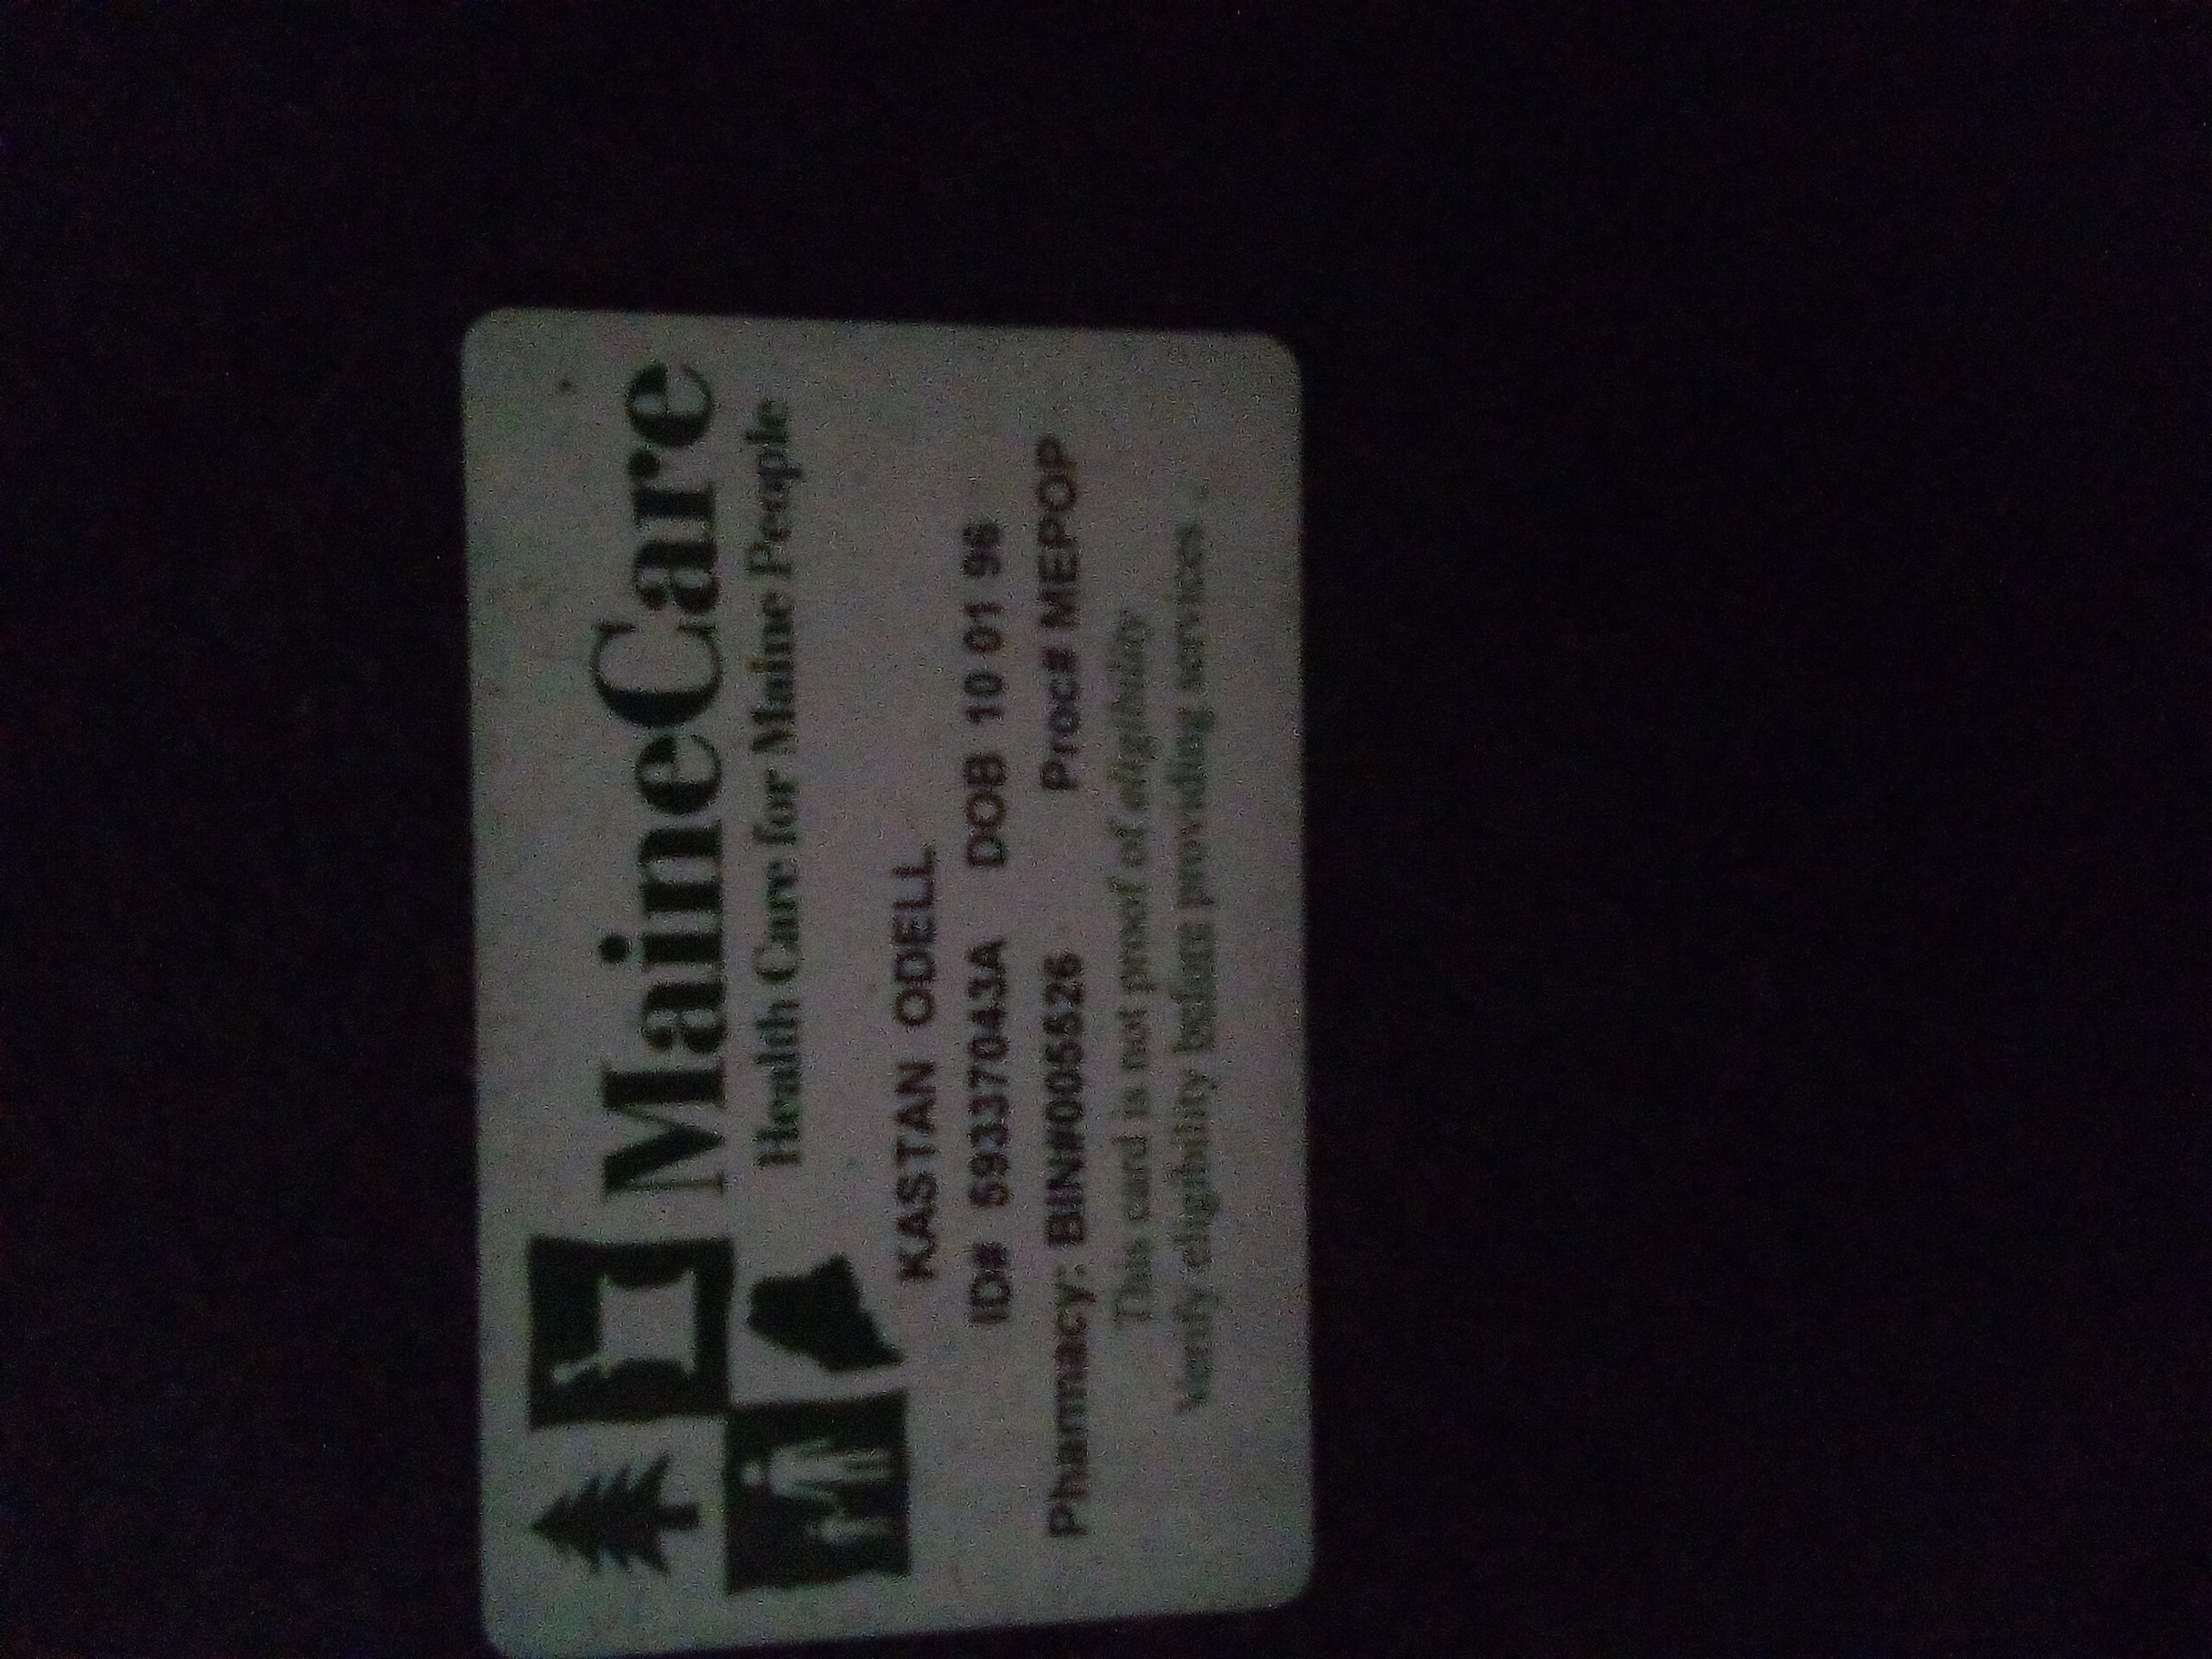 MaineCare
Health Care for Maine People
KASTAN ODELL
ID# 59337043A DOB 10 01 96
Pharmacy: BIN#005526 Proc# MEPOP
This card is not proof of eligibility
verify eligibility before providing services.